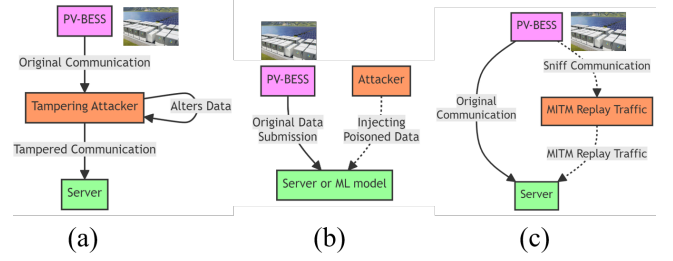 PV-BESS
Original Communication
Tampering Attacker
Alters Data
Tampered Communication
Server
(a)
PV-BESS
Attacker
Original Data
Submission
Injecting
Poisoned Data
Server or ML model
(b)
PV-BESS
Sniff Communication
Original
Communication
MITM Replay Traffic
MITM Replay Traffic
Server
(c)